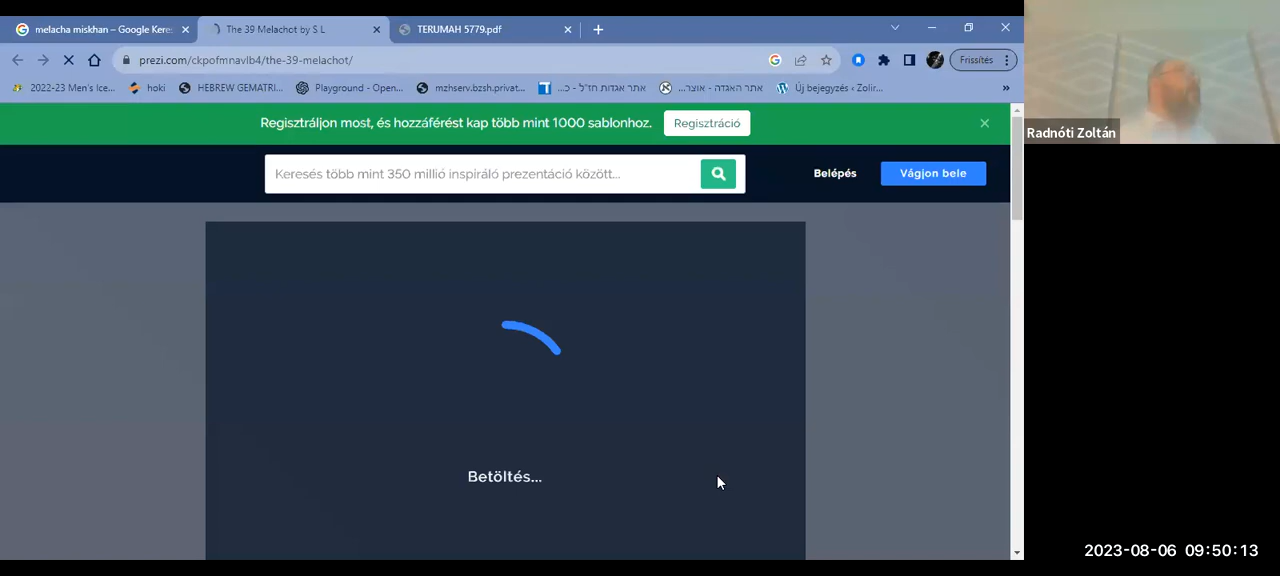 melacha miskhan – Google Keres
The 39 Melachot by S L
TERUMAH 5779.pdf
prezi.com/ckpofmnavlb4/the-39-melachot/
Frissítés
2022-23 Men's Ice...
hoki
HEBREW GEMATRI...
Playground - Open...
mzhserv.bzsh.privat...
אתר אגדות חז"ל - כ...
אתר האגדה - אוצר...
Új bejegyzés ‹ Zolir...
»
Regisztráljon most, és hozzáférést kap több mint 1000 sablonhoz.
Regisztráció
Keresés több mint 350 millió inspiráló prezentáció között...
Belépés
Vágjon bele
Betöltés...
Radnóti Zoltán
2023-08-06 09:50:13